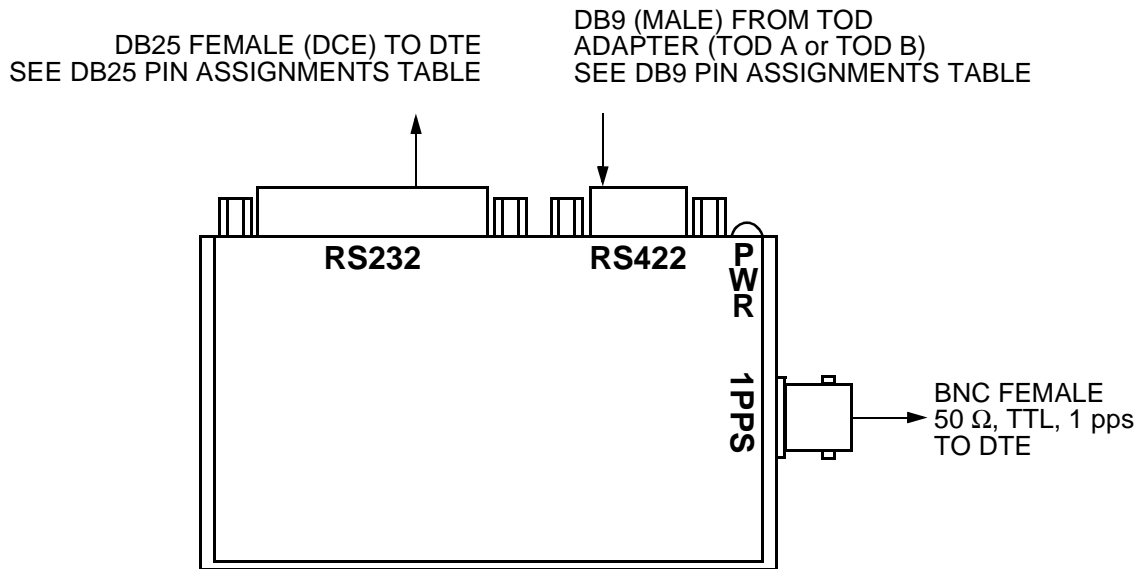 DB25 FEMALE (DCE) TO DTE
SEE DB25 PIN ASSIGNMENTS TABLE
DB9 (MALE) FROM TOD
ADAPTER (TOD A or TOD B)
SEE DB9 PIN ASSIGNMENTS TABLE
RS232
RS422
PWR
1PPS
BNC FEMALE
50 Ω, TTL, 1 pps
TO DTE